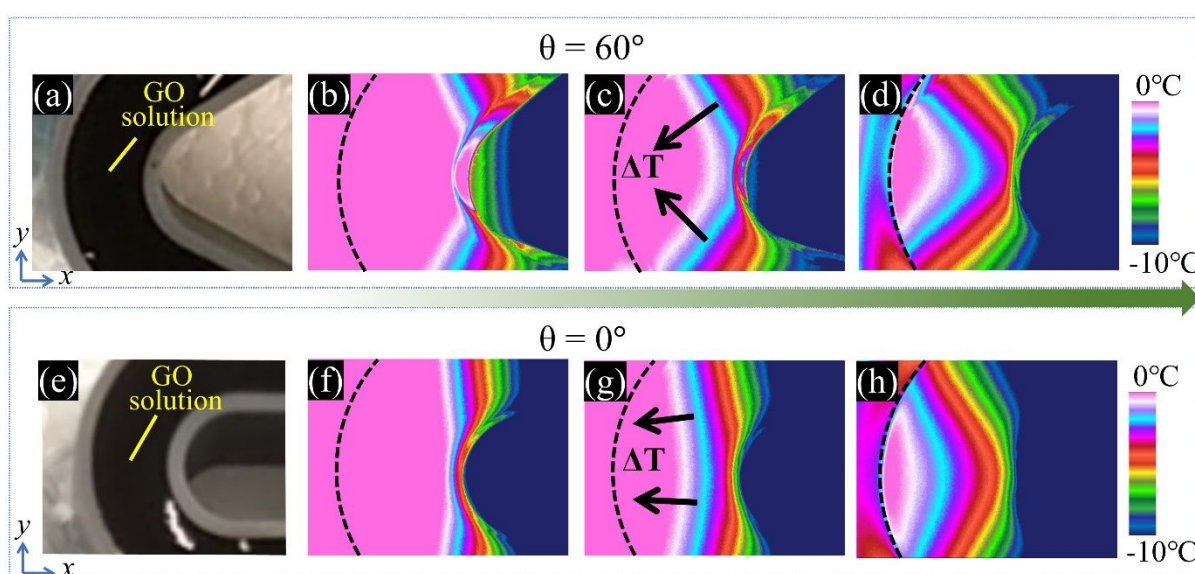 θ = 60°
(a)
GO
solution
(b)
(c)
ΔT
(d)
0℃
-10℃
y
x
θ = 0°
(e)
GO
solution
(f)
(g)
ΔT
(h)
0℃
-10℃
y
x